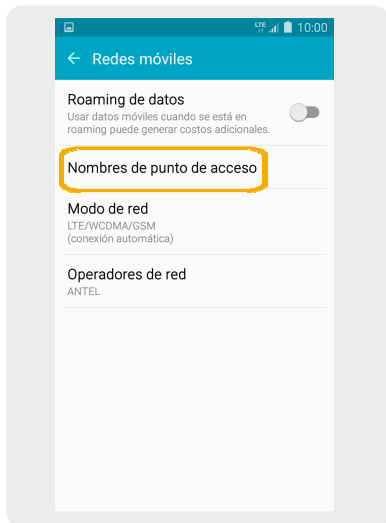 LTE 10:00
Redes móviles
Roaming de datos
Usar datos móviles cuando se está en
roaming puede generar costos adicionales.
Nombres de punto de acceso
Modo de red
LTE/WCDMA/GSM
(conexión automática)
Operadores de red
ANTEL